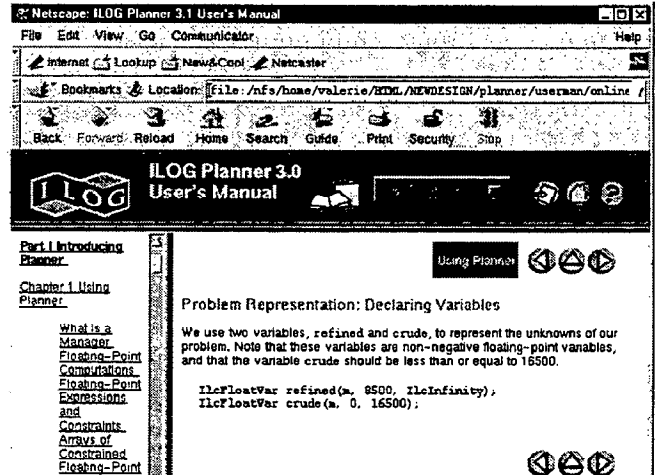 Netscape: ILOG Planner 3.1 User's Manual
File Edit View Go Communicator Help
Internet Lookup New&Cool Netcaster
Bookmarks Location: file:/nfs/home/valerie/HTML/NEWDESIGN/planner/userman/online
Back Forward Reload Home Search Guide Print Security Stop
ILOG
ILOG Planner 3.0
User's Manual
Part I Introducing
Planner
Chapter 1 Using
Planner
What is a
Manager
Floating-Point
Computations
Floating-Point
Expressions
and
Constraints
Arrays of
Constrained
Floating-Point
Using Planner
Problem Representation: Declaring Variables
We use two variables, refined and crude, to represent the unknowns of our
problem. Note that these variables are non-negative floating-point variables,
and that the variable crude should be less than or equal to 16500.
IlcFloatVar refined(m, 8500, IlcInfinity);
IlcFloatVar crude(m, 0, 16500);